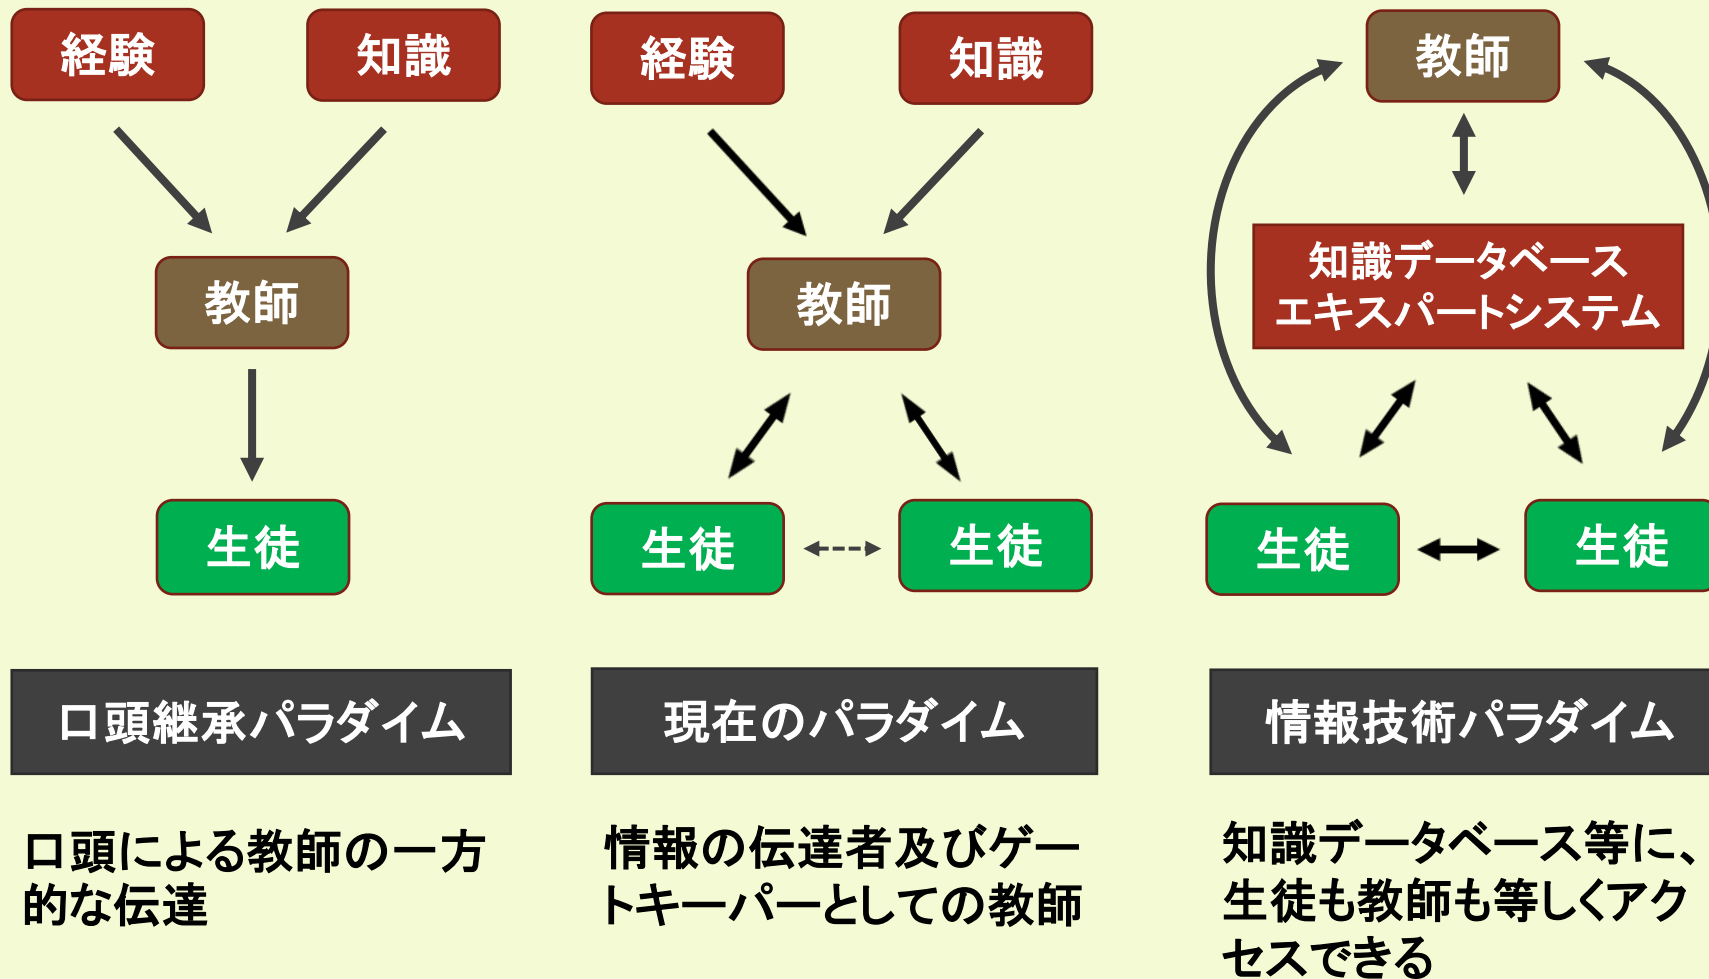 経験
知識
教師
生徒
口頭継承パラダイム
口頭による教師の一方
的な伝達
経験
知識
教師
生徒
生徒
現在のパラダイム
情報の伝達者及びゲー
トキーパーとしての教師
教師
知識データベース
エキスパートシステム
生徒
生徒
情報技術パラダイム
知識データベース等に、
生徒も教師も等しくアク
セスできる